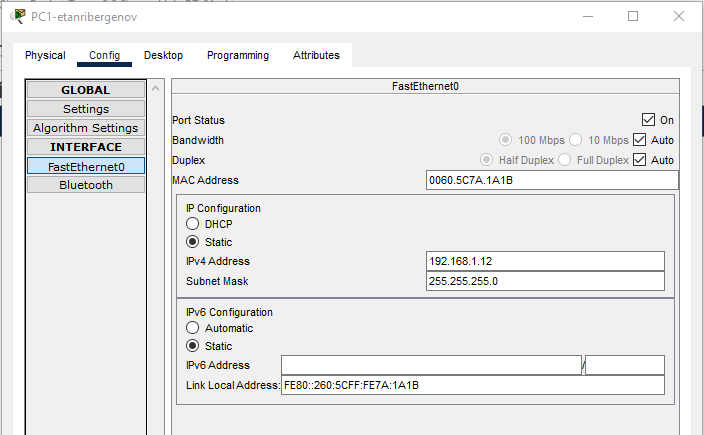 PC1-etanribergenov
Physical Config Desktop Programming Attributes
GLOBAL
Settings
Algorithm Settings
INTERFACE
FastEthernet0
Bluetooth
FastEthernet0
Port Status On
Bandwidth 100 Mbps 10 Mbps Auto
Duplex Half Duplex Full Duplex Auto
MAC Address 0060.5C7A.1A1B
IP Configuration
DHCP
Static
IPv4 Address 192.168.1.12
Subnet Mask 255.255.255.0
IPv6 Configuration
Automatic
Static
IPv6 Address /
Link Local Address: FE80::260:5CFF:FE7A:1A1B